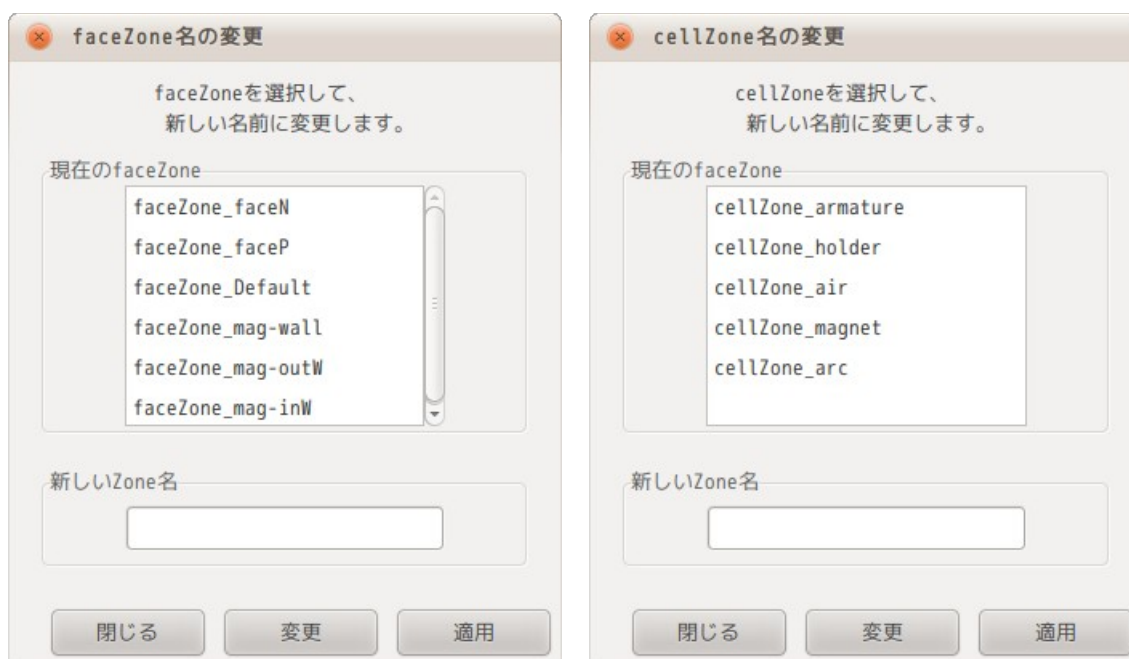 faceZone名の変更
faceZoneを選択して、
新しい名前に変更します。
現在のfaceZone
faceZone_faceN
faceZone_faceP
faceZone_Default
faceZone_mag-wall
faceZone_mag-outW
faceZone_mag-inW
新しいZone名
閉じる
変更
適用
cellZone名の変更
cellZoneを選択して、
新しい名前に変更します。
現在のfaceZone
cellZone_armature
cellZone_holder
cellZone_air
cellZone_magnet
cellZone_arc
新しいZone名
閉じる
変更
適用